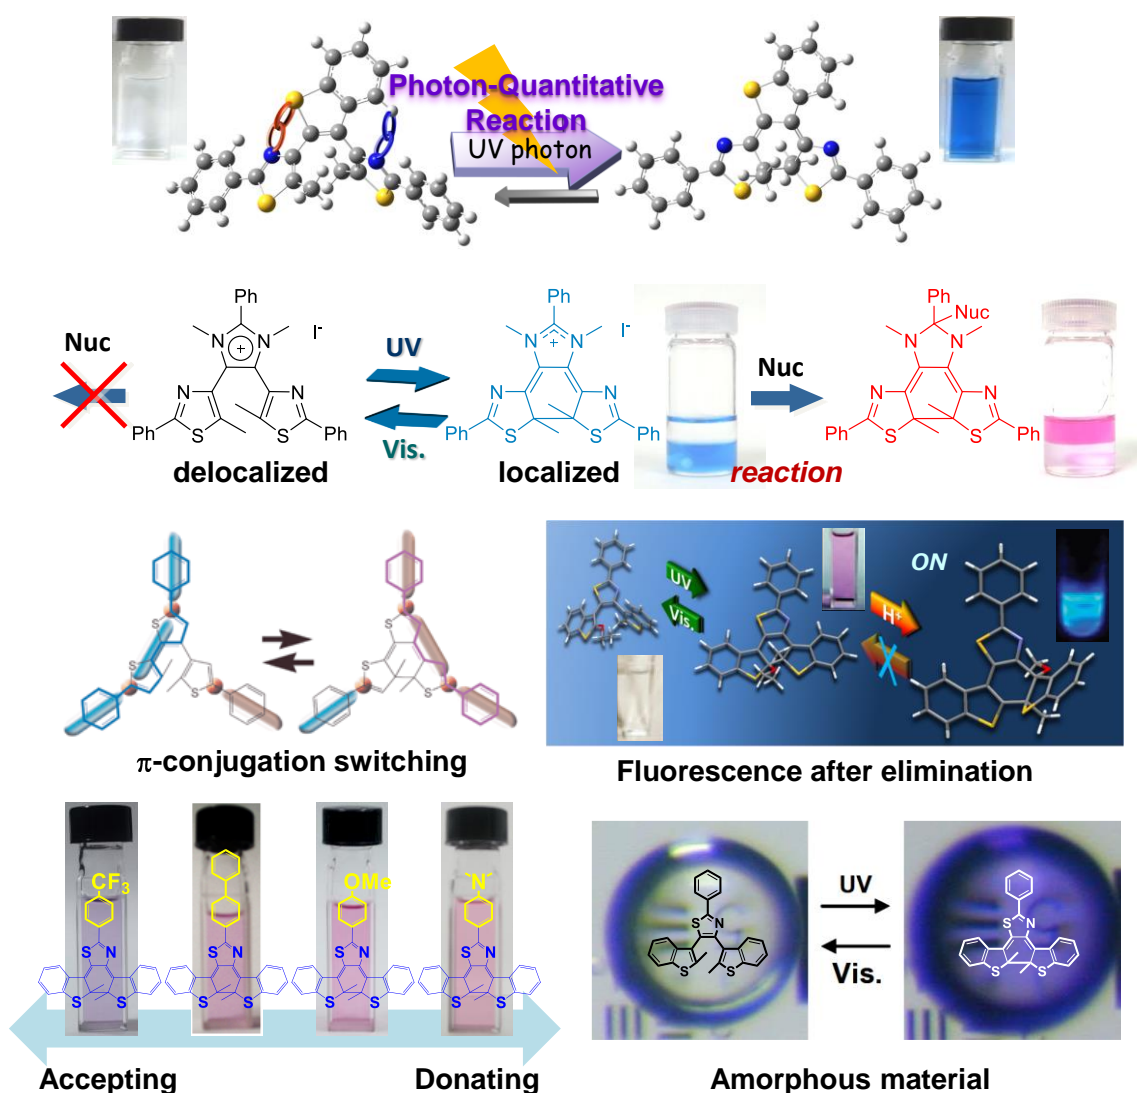 Photon-Quantitative
Reaction
UV photon
Ph
Nuc
N
N
+
I-
UV
N
N
Ph
S
S
Ph
Vis.
delocalized
Ph
N
N
+
I-
N
N
Ph
S
S
Ph
localized
Nuc
reaction
Ph
Nuc
N
N
N
N
Ph
S
S
Ph
S
S
S
S
S
S
π-conjugation switching
UV
Vis.
H+
ON
Fluorescence after elimination
CF3
S
N
S
S
S
N
S
S
OMe
S
N
S
S
N
S
N
S
S
Accepting
Donating
S
N
S
S
UV
Vis.
S
N
S
S
Amorphous material